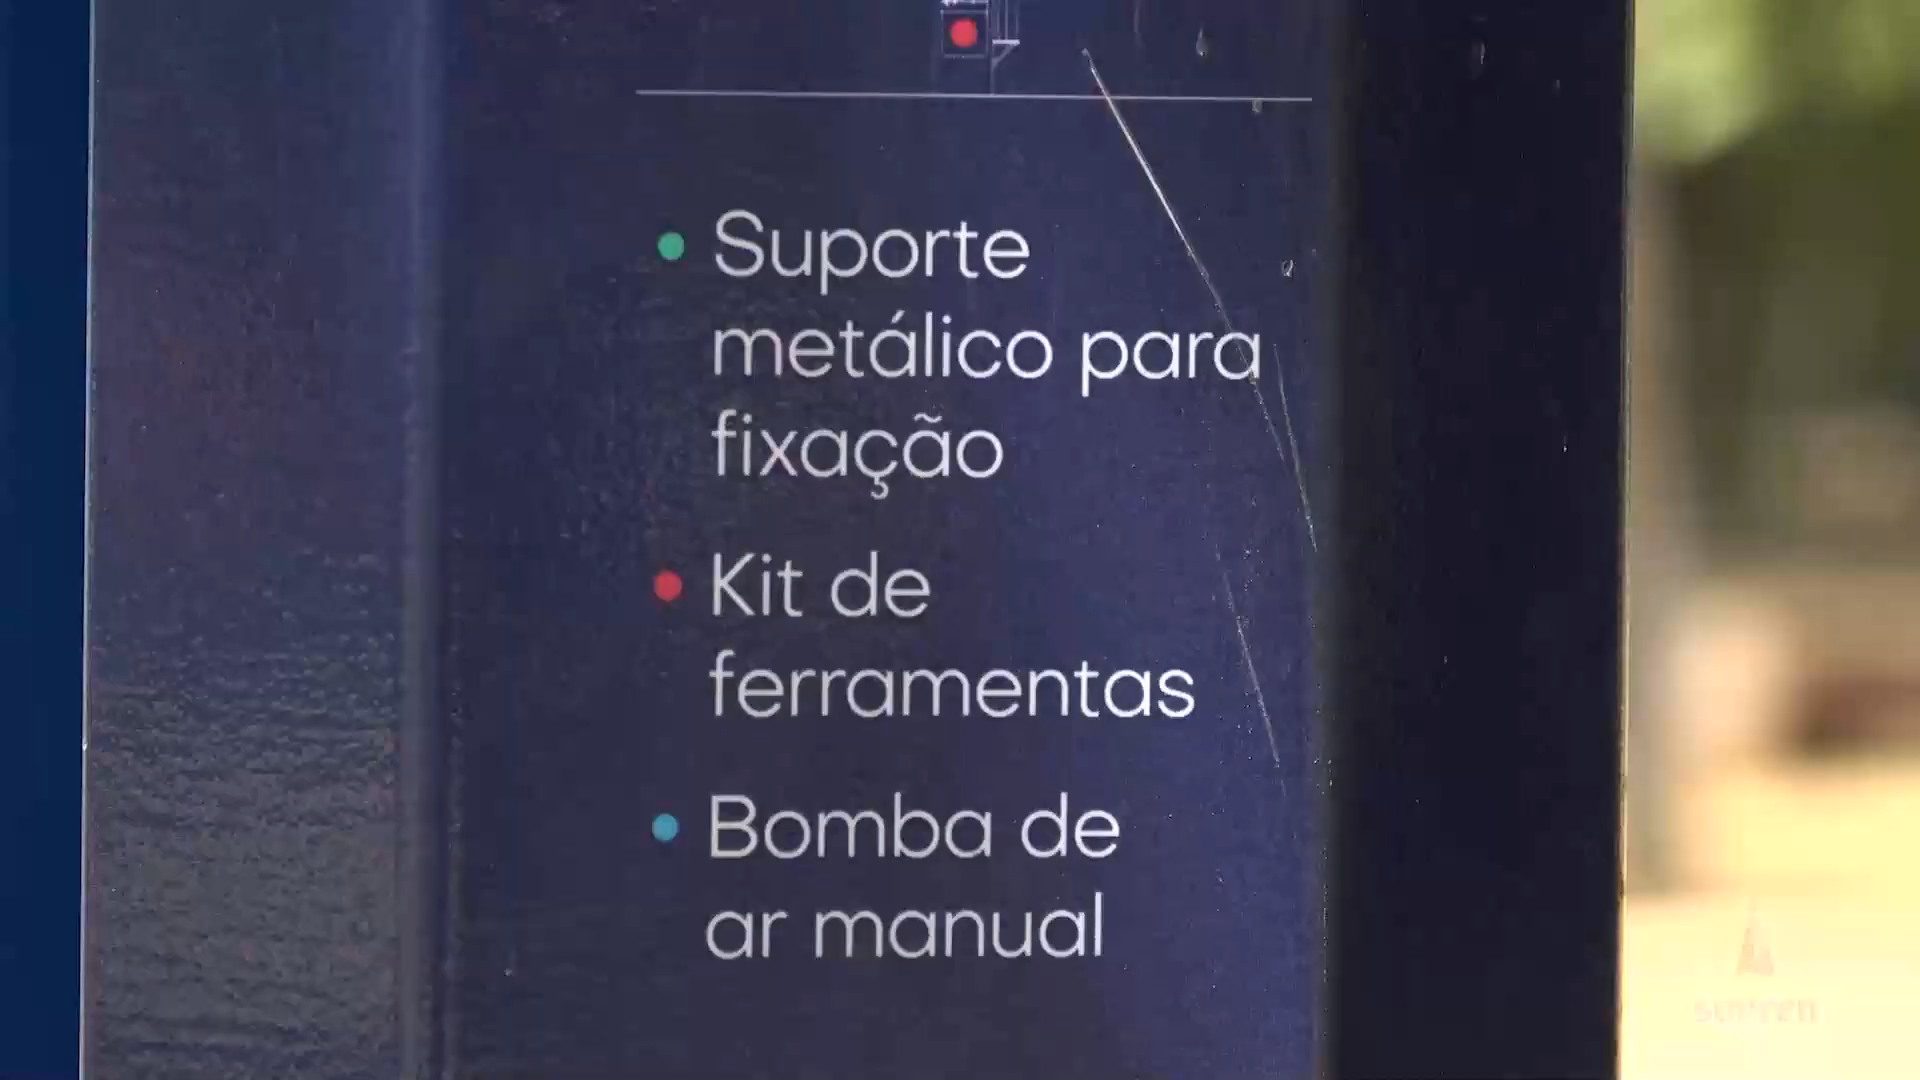 Suporte
metálico para
fixação
Kit de
ferramentas
Bomba de
ar manual